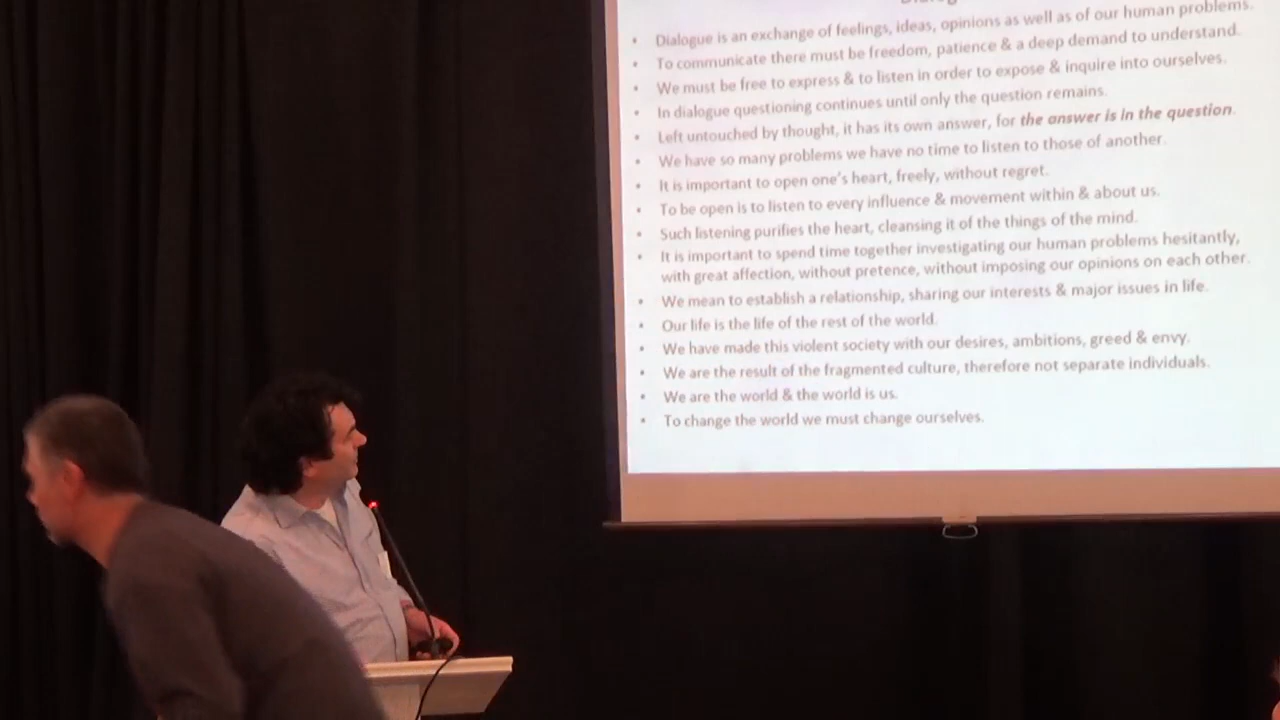 • Dialogue is an exchange of feelings, ideas, opinions as well as of our human problems.
• To communicate there must be freedom, patience & a deep demand to understand.
• We must be free to express & to listen in order to expose & inquire into ourselves.
• In dialogue questioning continues until only the question remains.
• Left untouched by thought, it has its own answer, for the answer is in the question.
• We have so many problems we have no time to listen to those of another.
• It is important to open one's heart, freely, without regret.
• To be open is to listen to every influence & movement within & about us.
• Such listening purifies the heart, cleansing it of the things of the mind.
• It is important to spend time together investigating our human problems hesitantly,
with great affection, without pretence, without imposing our opinions on each other.
• We mean to establish a relationship, sharing our interests & major issues in life.
• Our life is the life of the rest of the world.
• We have made this violent society with our desires, ambitions, greed & envy.
• We are the result of the fragmented culture, therefore not separate individuals.
• We are the world & the world is us.
• To change the world we must change ourselves.